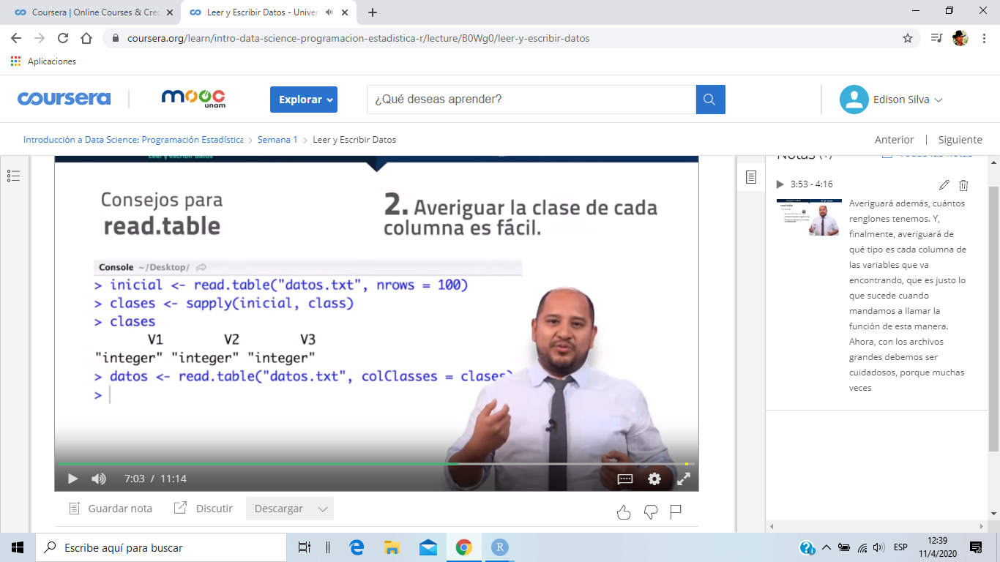 Coursera | Online Courses & Cred
Leer y Escribir Datos - Univer
coursera.org/learn/intro-data-science-programacion-estadistica-r/lecture/B0Wg0/leer-y-escribir-datos
Aplicaciones
coursera
mooc
unam
Explorar
¿Qué deseas aprender?
Edison Silva
Introducción a Data Science: Programación Estadística
Semana 1
Leer y Escribir Datos
Anterior | Siguiente
Leer y escribir datos
Consejos para
read.table
2. Averiguar la clase de cada
columna es fácil.
Console ~/Desktop/
> inicial <- read.table("datos.txt", nrows = 100)
> clases <- sapply(inicial, class)
> clases
V1 V2 V3
"integer" "integer" "integer"
> datos <- read.table("datos.txt", colClasses = clases)
>
7:03 / 11:14
Guardar nota
Discutir
Descargar
Notas (1)
Todas las notas
3:53 - 4:16
Averiguará además, cuántos
renglones tenemos. Y,
finalmente, averiguará de
qué tipo es cada columna de
las variables que va
encontrando, que es justo lo
que sucede cuando
mandamos a llamar la
función de esta manera.
Ahora, con los archivos
grandes debemos ser
cuidadosos, porque muchas
veces
Escribe aquí para buscar
R
ESP
12:39
11/4/2020